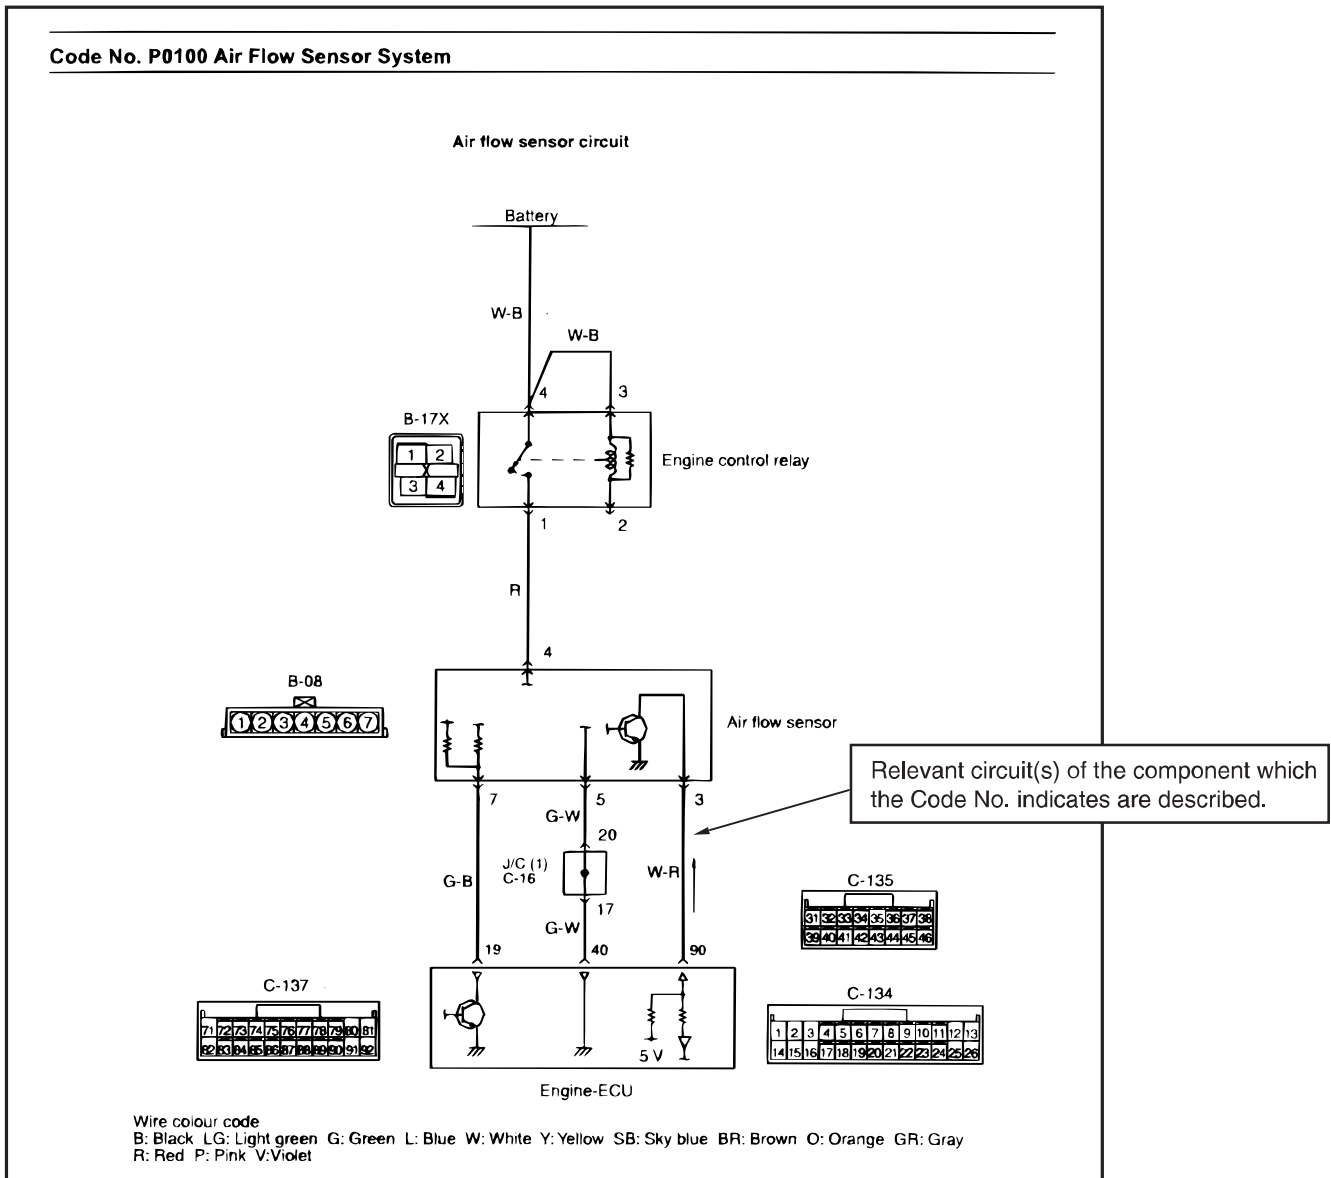 Code No. P0100 Air Flow Sensor System
Air flow sensor circuit
Battery
W-B
W-B
4
3
B-17X
1 2
X
3 4
Engine control relay
1
2
R
4
B-08
1 2 3 4 5 6 7
Air flow sensor
Relevant circuit(s) of the component which
the Code No. indicates are described.
7
5
3
G-W
20
J/C (1)
C-16
G-B
W-R
17
G-W
C-135
31 32 33 34 35 36 37 38
39 40 41 42 43 44 45 46
19
40
90
C-137
71 72 73 74 75 76 77 78 79 80 81
82 83 84 85 86 87 88 89 90 91 92
C-134
1 2 3 4 5 6 7 8 9 10 11 12 13
14 15 16 17 18 19 20 21 22 23 24 25 26
5 V
Engine-ECU
Wire colour code
B: Black LG: Light green G: Green L: Blue W: White Y: Yellow SB: Sky blue BR: Brown O: Orange GR: Gray
R: Red P: Pink V:Violet